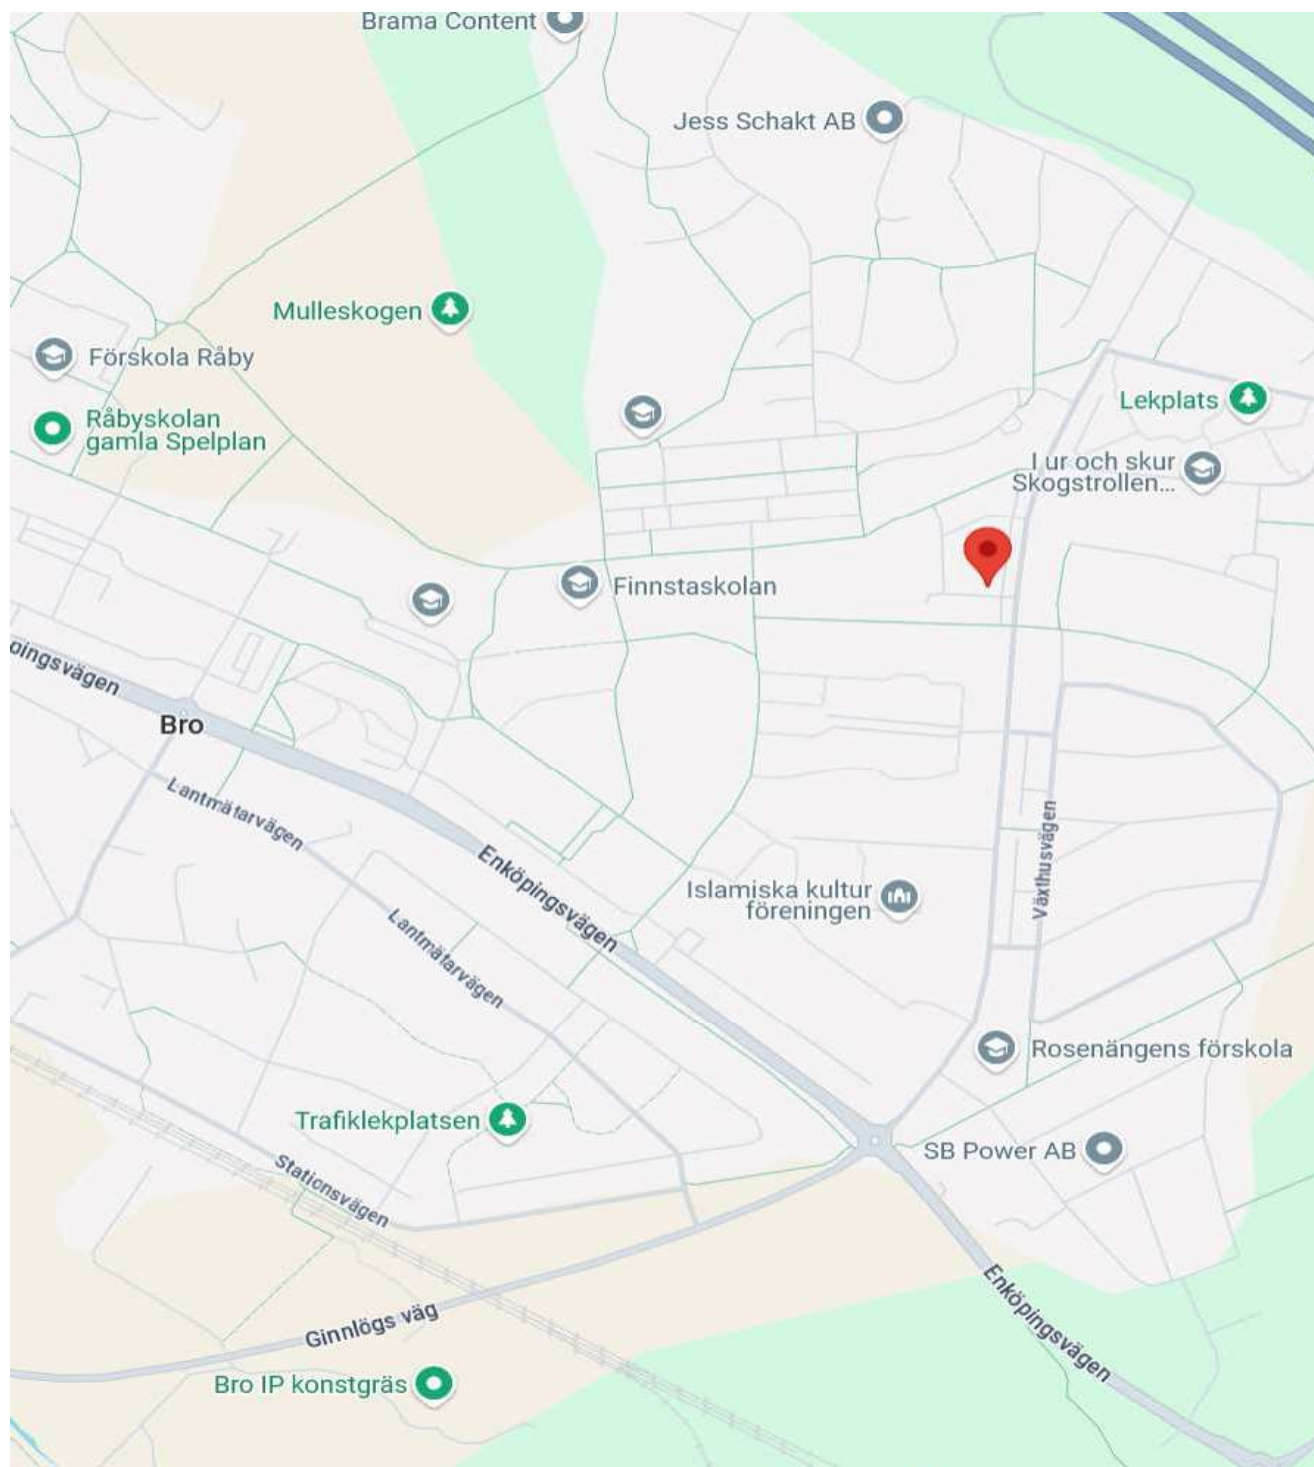 Brama Content
Jess Schakt AB
Mulleskogen
Förskola Råby
Lekplats
Råbyskolan
gamla Spelplan
I ur och skur
Skogstrollen...
Finnstaskolan
pingsvägen
Bro
Lantmätarvägen
Växthusvägen
Enköpingsvägen
Islamiska kultur
föreningen
Lantmätarvägen
Rosenängens förskola
Trafiklekplatsen
SB Power AB
Stationsvägen
Enköpingsvägen
Ginnlögs väg
Bro IP konstgräs